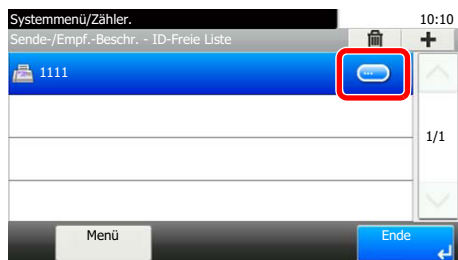 Systemmenü/Zähler.
10:10
Sende-/Empf.-Beschr. - ID-Freie Liste
1111
1/1
Menü
Ende